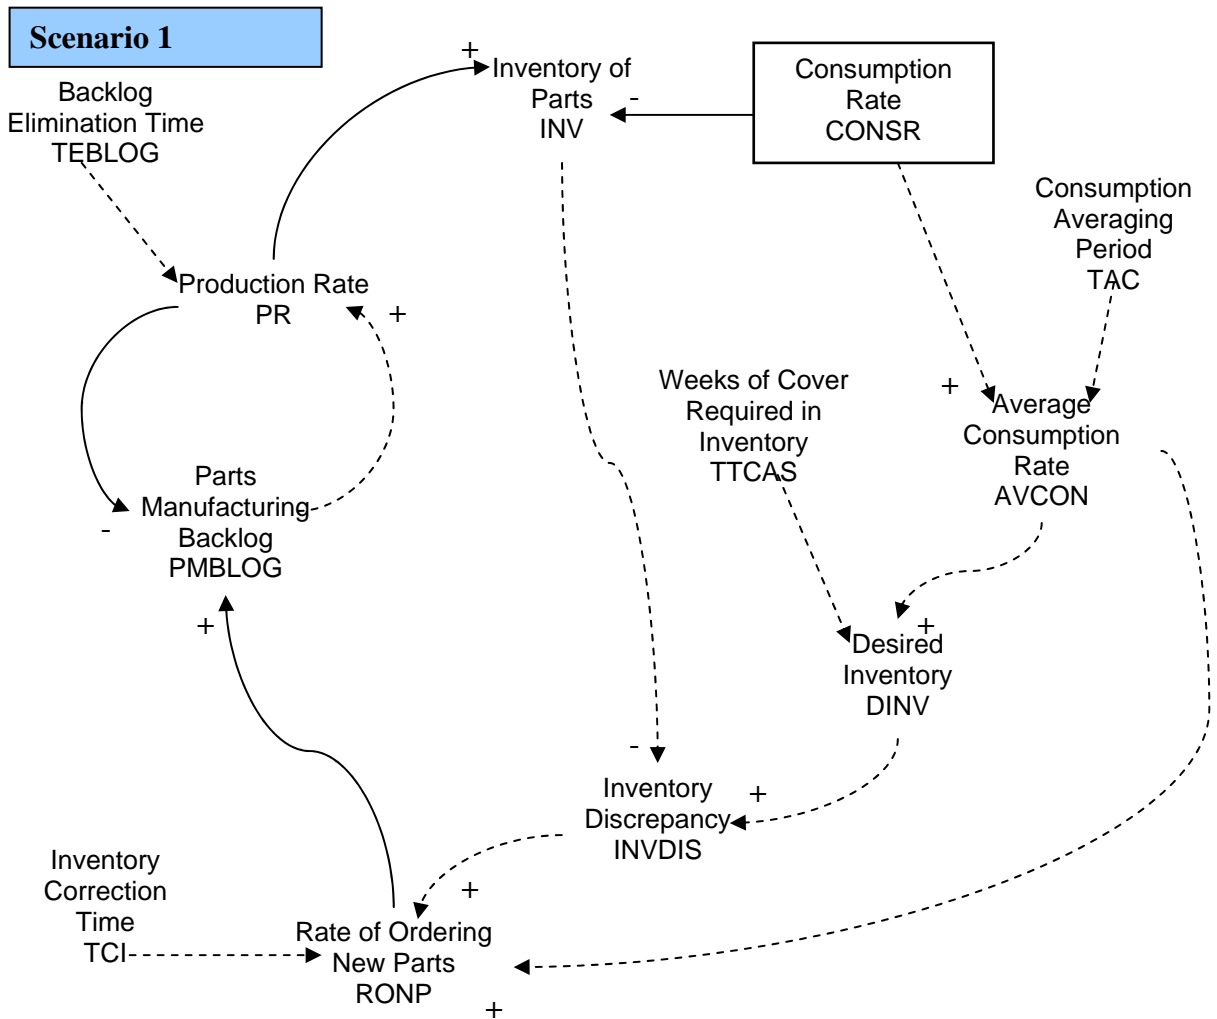 Scenario 1
Backlog
Elimination Time
TEBLOG
+
Inventory of
Parts
INV
-
Consumption
Rate
CONSR
Consumption
Averaging
Period
TAC
Production Rate
PR
+
Weeks of Cover
Required in
Inventory
TTCAS
+
Average
Consumption
Rate
AVCON
Parts
Manufacturing
Backlog
PMBLOG
-
+
+
Desired
Inventory
DINV
-
Inventory
Discrepancy
INVDIS
+
Inventory
Correction
Time
TCI
+
Rate of Ordering
New Parts
RONP
+